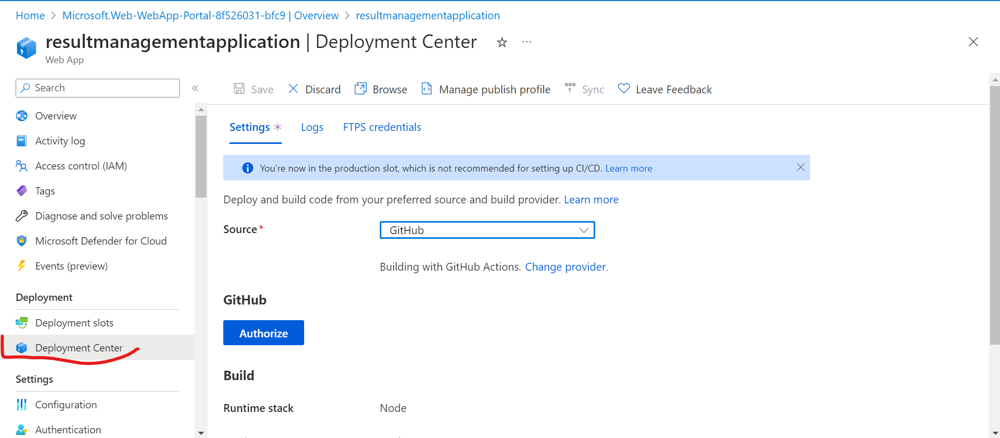 Home > Microsoft.Web-WebApp-Portal-8f526031-bfc9 | Overview > resultmanagementapplication
resultmanagementapplication | Deployment Center
Web App
Search
Save Discard Browse Manage publish profile Sync Leave Feedback
Overview
Activity log
Access control (IAM)
Tags
Diagnose and solve problems
Microsoft Defender for Cloud
Events (preview)
Deployment
Deployment slots
Deployment Center
Settings
Configuration
Authentication
Settings * Logs FTPS credentials
You're now in the production slot, which is not recommended for setting up CI/CD. Learn more
Deploy and build code from your preferred source and build provider. Learn more
Source* GitHub
Building with GitHub Actions. Change provider.
GitHub
Authorize
Build
Runtime stack Node